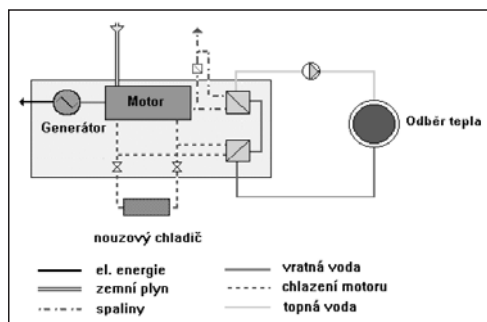 Motor
Generátor
Odběr tepla
nouzový chladič
el. energie
zemní plyn
spaliny
vratná voda
chlazení motoru
topná voda